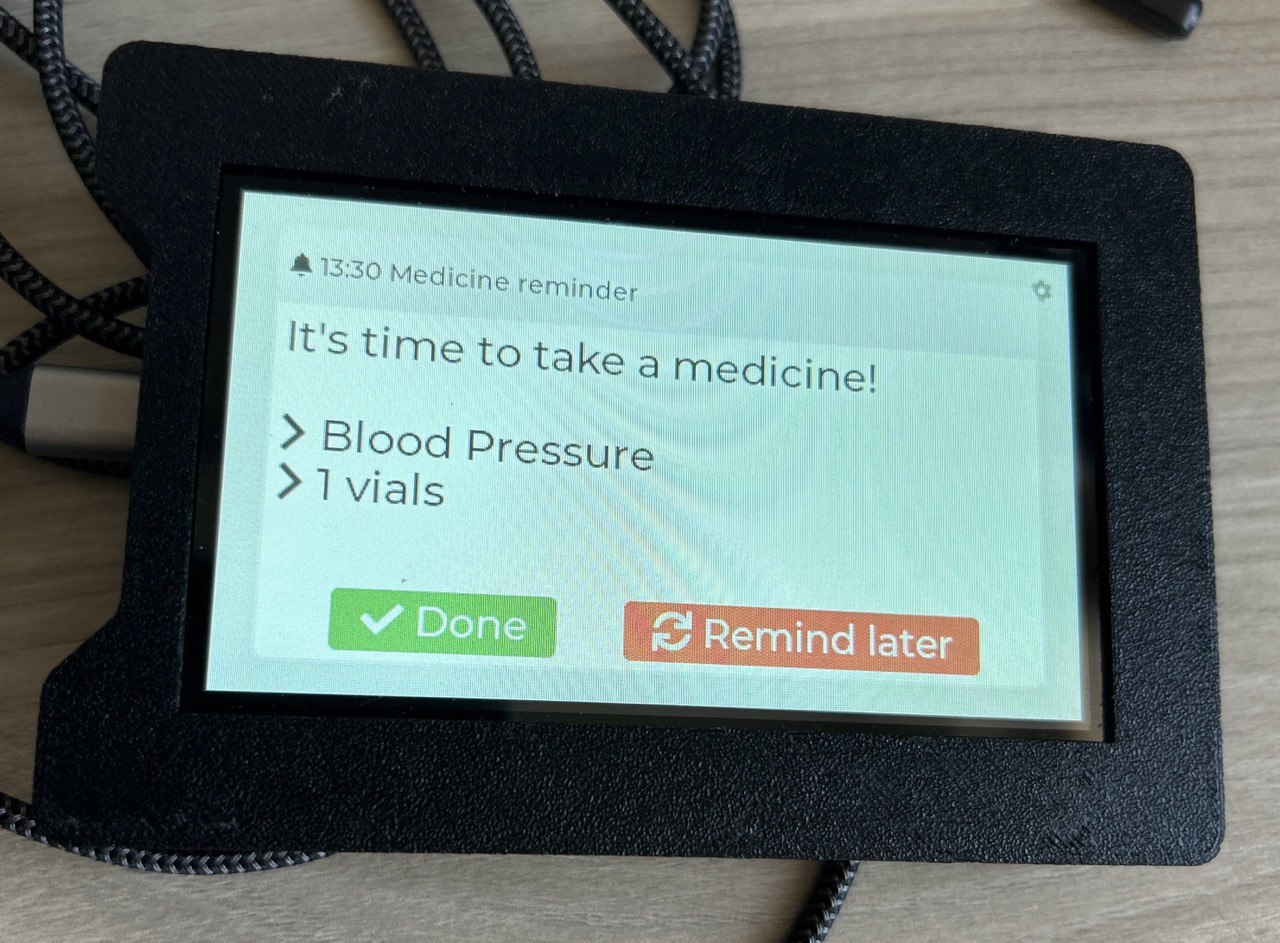 13:30 Medicine reminder
It's time to take a medicine!
> Blood Pressure
> 1 vials
Done
Remind later